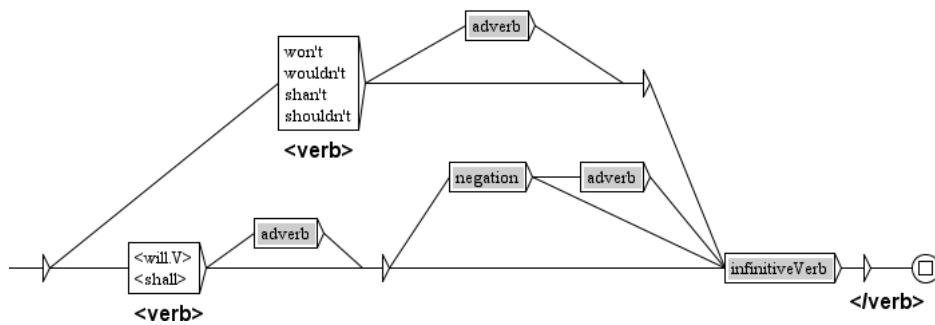 adverb
won't
wouldn't
shan't
shouldn't
<verb>
negation
adverb
adverb
<will.V>
<shall>
<verb>
infinitiveVerb
</verb>